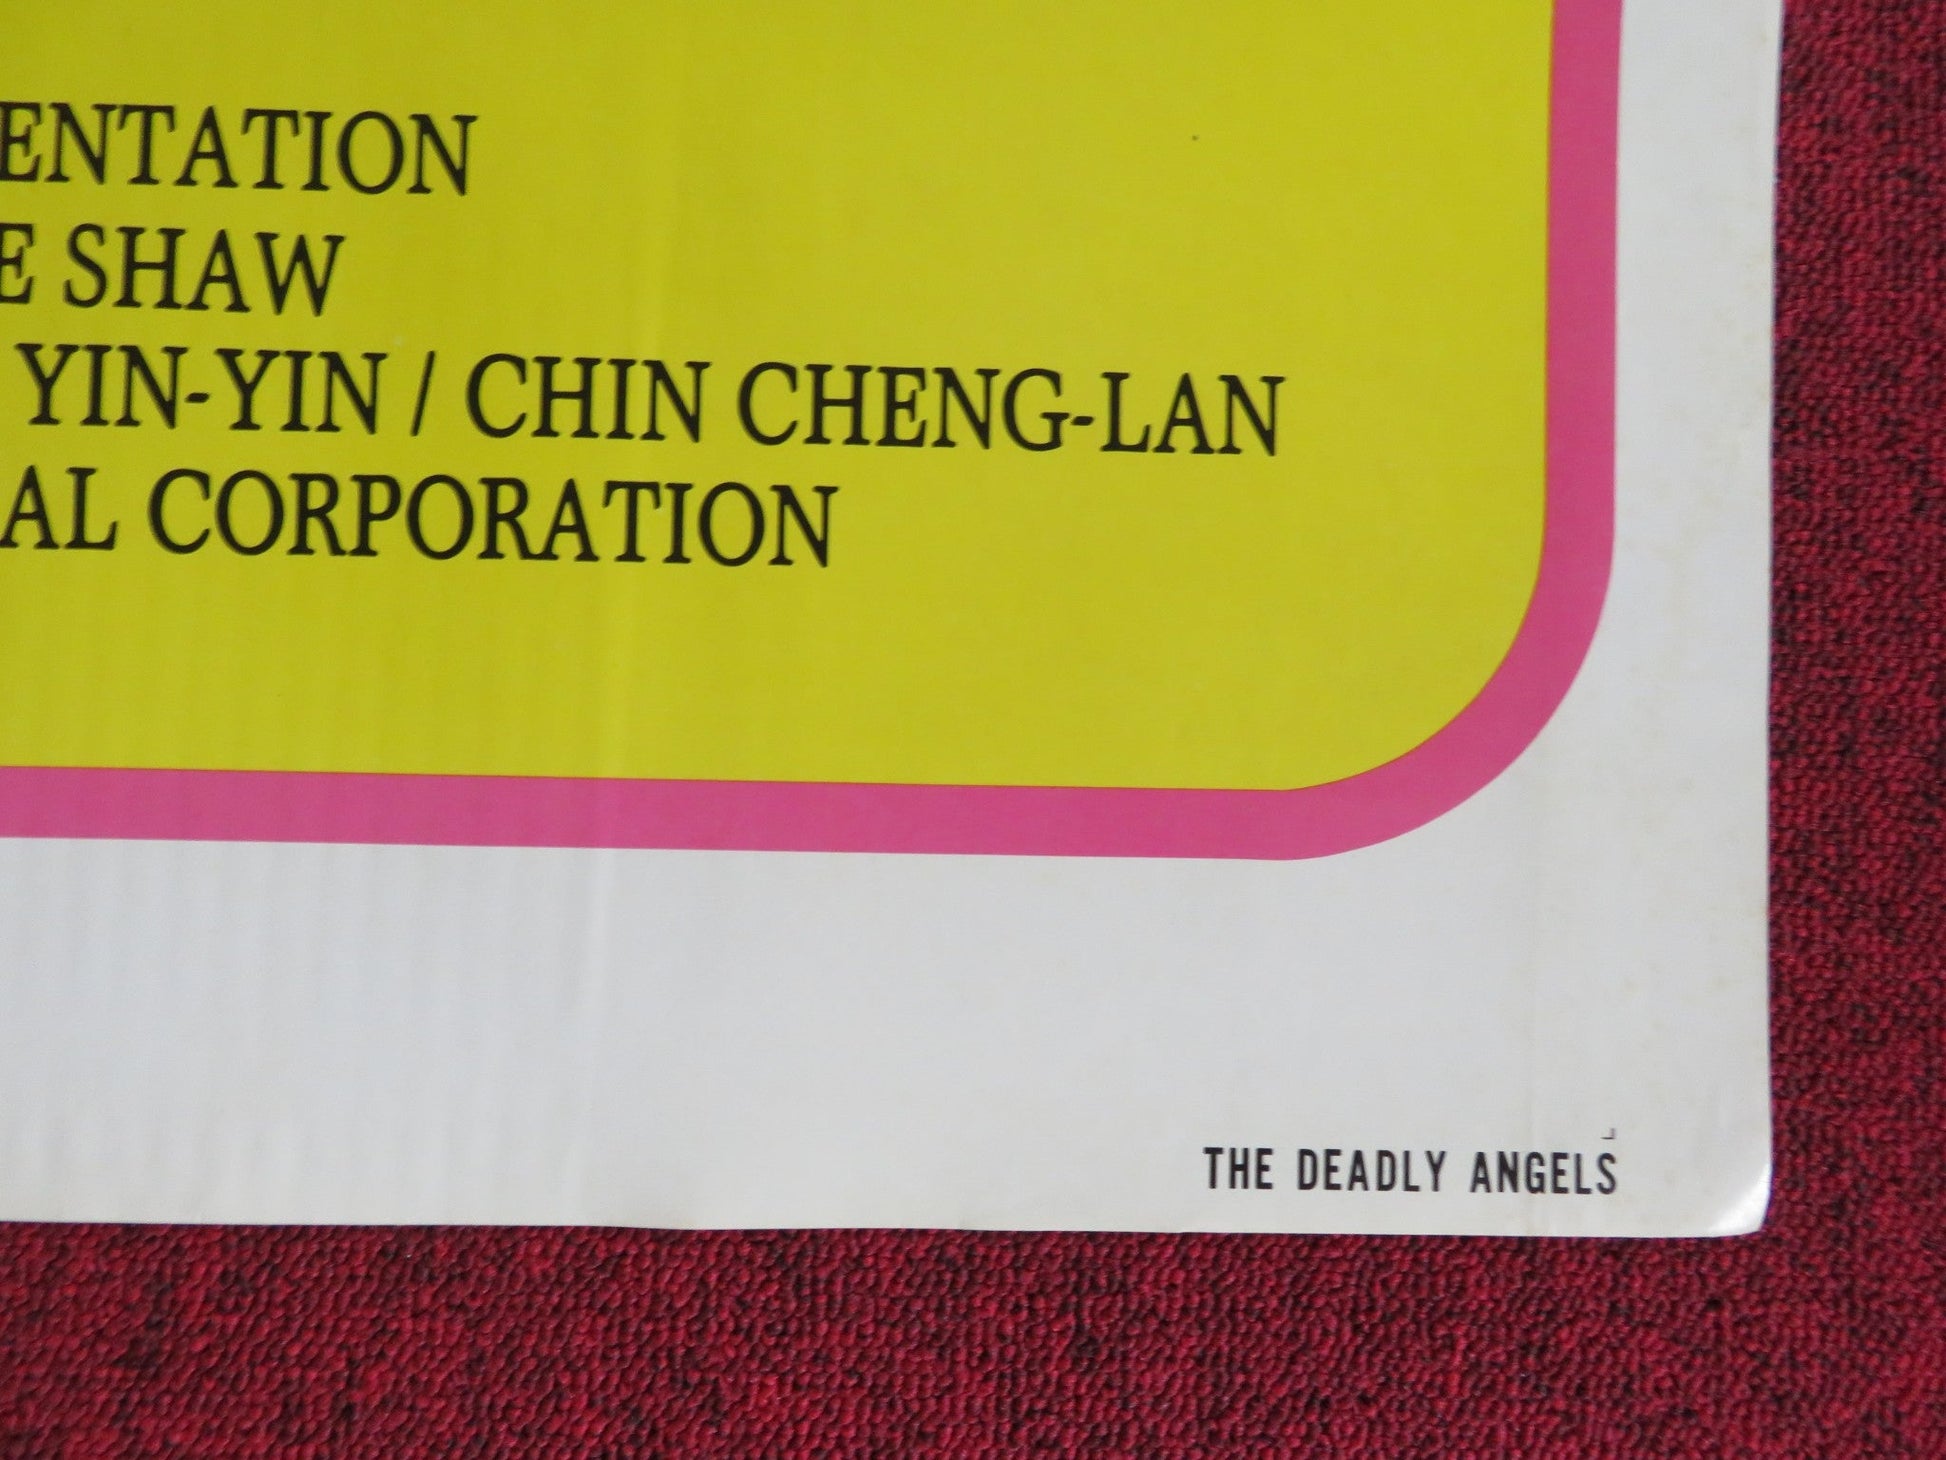 ENTATION
E SHAW
YIN-YIN / CHIN CHENG-LAN
AL CORPORATION
THE DEADLY ANGELS